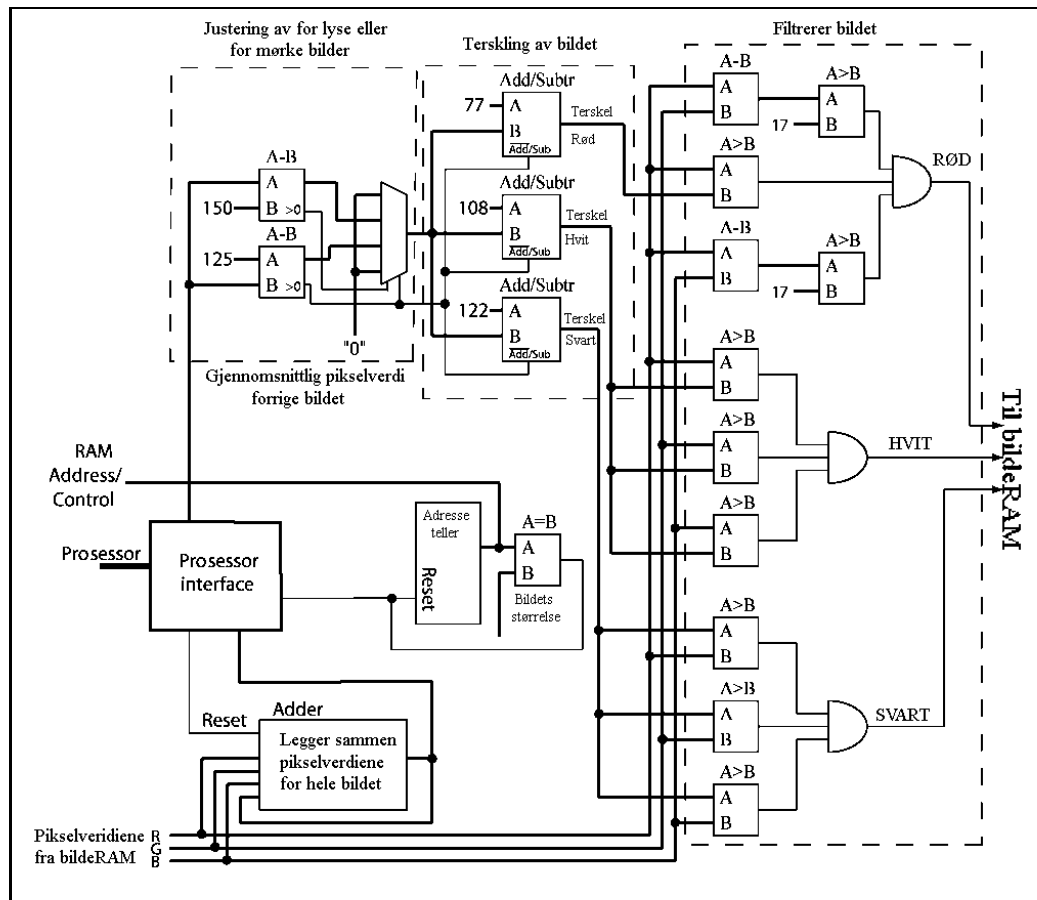 Justering av for lyse eller
for mørke bilder
Terskling av bildet
Filtrerer bildet
A-B
A
B >0
150
A-B
125
A
B >0
"0"
Gjennomsnittlig pikselverdi
forrige bildet
Add/Subtr
77
A
B
Add/Sub
Terskel
Rød
Add/Subtr
108
A
B
Add/Sub
Terskel
Hvit
Add/Subtr
122
A
B
Add/Sub
Terskel
Svart
A-B
A
B
A>B
A
B
17
A>B
A
B
A-B
A
B
A>B
A
B
17
RØD
A>B
A
B
A>B
A
B
A>B
A
B
HVIT
A>B
A
B
A>B
A
B
A>B
A
B
SVART
Til bildeRAM
RAM
Address/
Control
Prosessor
Prosessor
interface
Adresse
teller
Reset
A=B
A
B
Bildets
størrelse
Reset
Adder
Legger sammen
pikselverdiene
for hele bildet
Pikselveridiene R
G
fra bildeRAM B